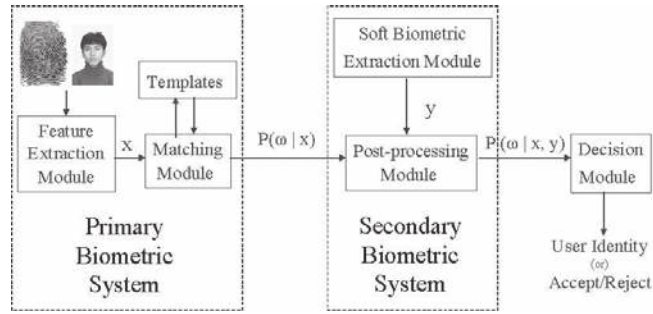 Feature
Extraction
Module
x
Templates
Matching
Module
Primary
Biometric
System
P(ω | x)
Soft Biometric
Extraction Module
y
Post-processing
Module
Secondary
Biometric
System
P(ω | x, y)
Decision
Module
User Identity
(or)
Accept/Reject